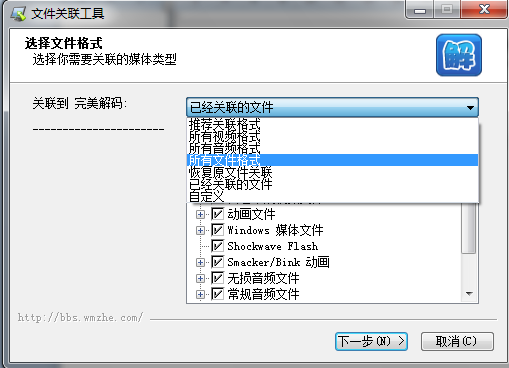 文件关联工具
选择文件格式
选择你需要关联的媒体类型
解
关联到 完美解码:
已经关联的文件
推荐关联格式
所有视频格式
所有音频格式
所有文件格式
恢复原文件关联
已经关联的文件
自定义
动画文件
Windows 媒体文件
Shockwave Flash
Smacker/Bink 动画
无损音频文件
常规音频文件
http://bbs.wmzhe.com/
下一步(N) >
取消(C)